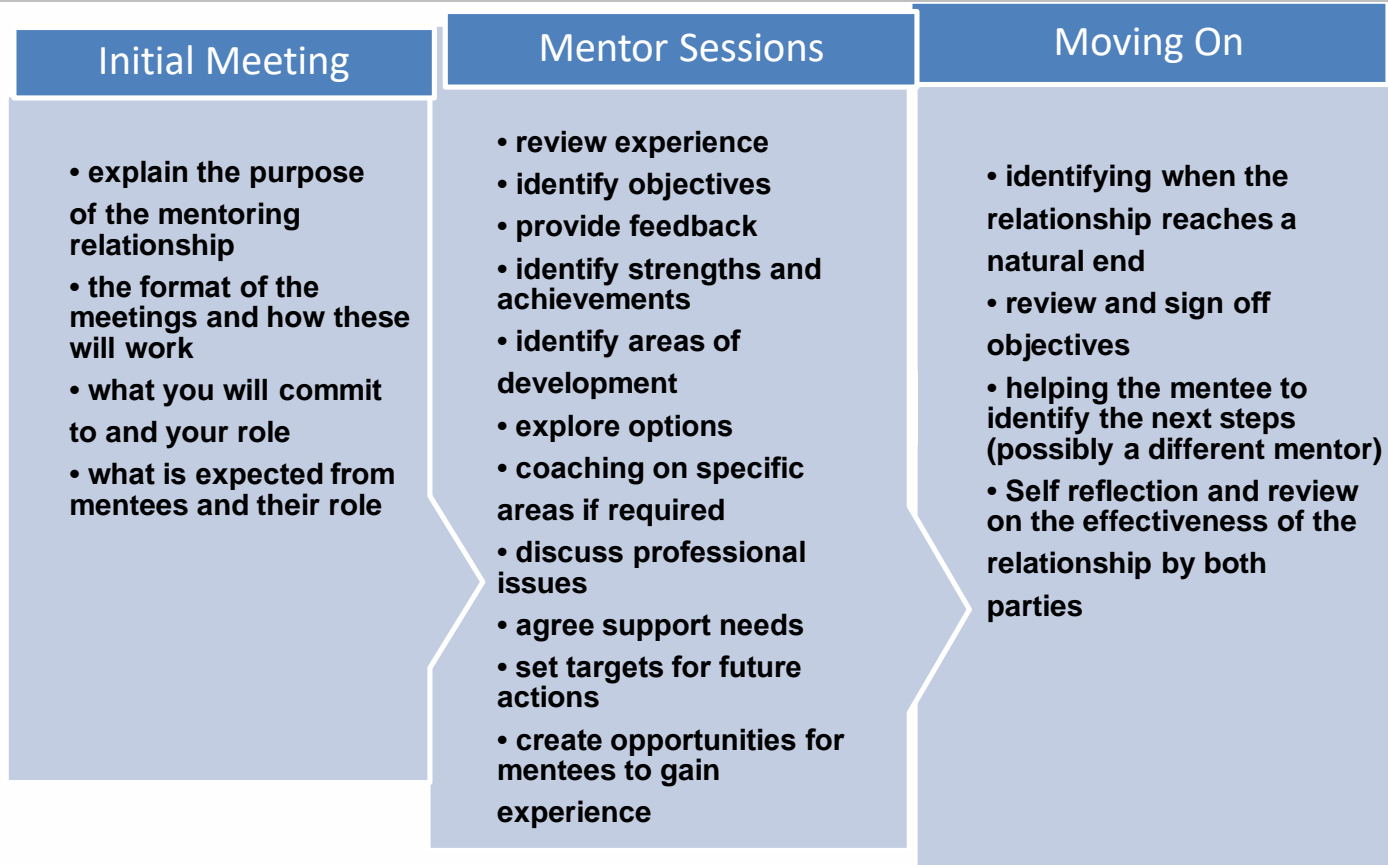 Initial Meeting
• explain the purpose
of the mentoring
relationship
• the format of the
meetings and how these
will work
• what you will commit
to and your role
• what is expected from
mentees and their role
Mentor Sessions
• review experience
• identify objectives
• provide feedback
• identify strengths and
achievements
• identify areas of
development
• explore options
• coaching on specific
areas if required
• discuss professional
issues
• agree support needs
• set targets for future
actions
• create opportunities for
mentees to gain
experience
Moving On
• identifying when the
relationship reaches a
natural end
• review and sign off
objectives
• helping the mentee to
identify the next steps
(possibly a different mentor)
• Self reflection and review
on the effectiveness of the
relationship by both
parties